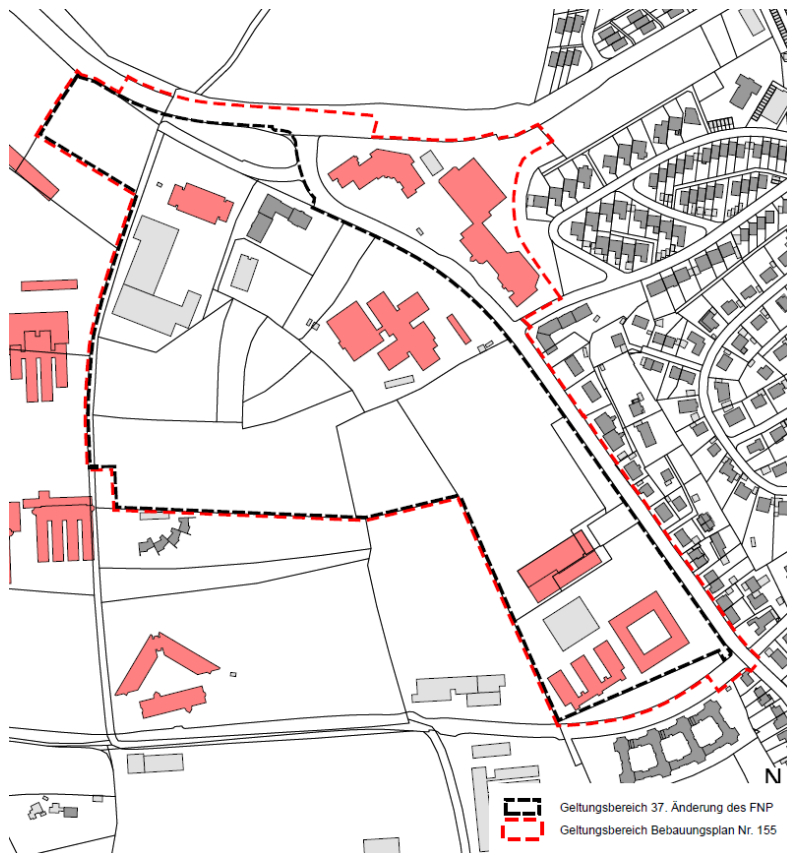 N
Geltungsbereich 37. Änderung des FNP
Geltungsbereich Bebauungsplan Nr. 155